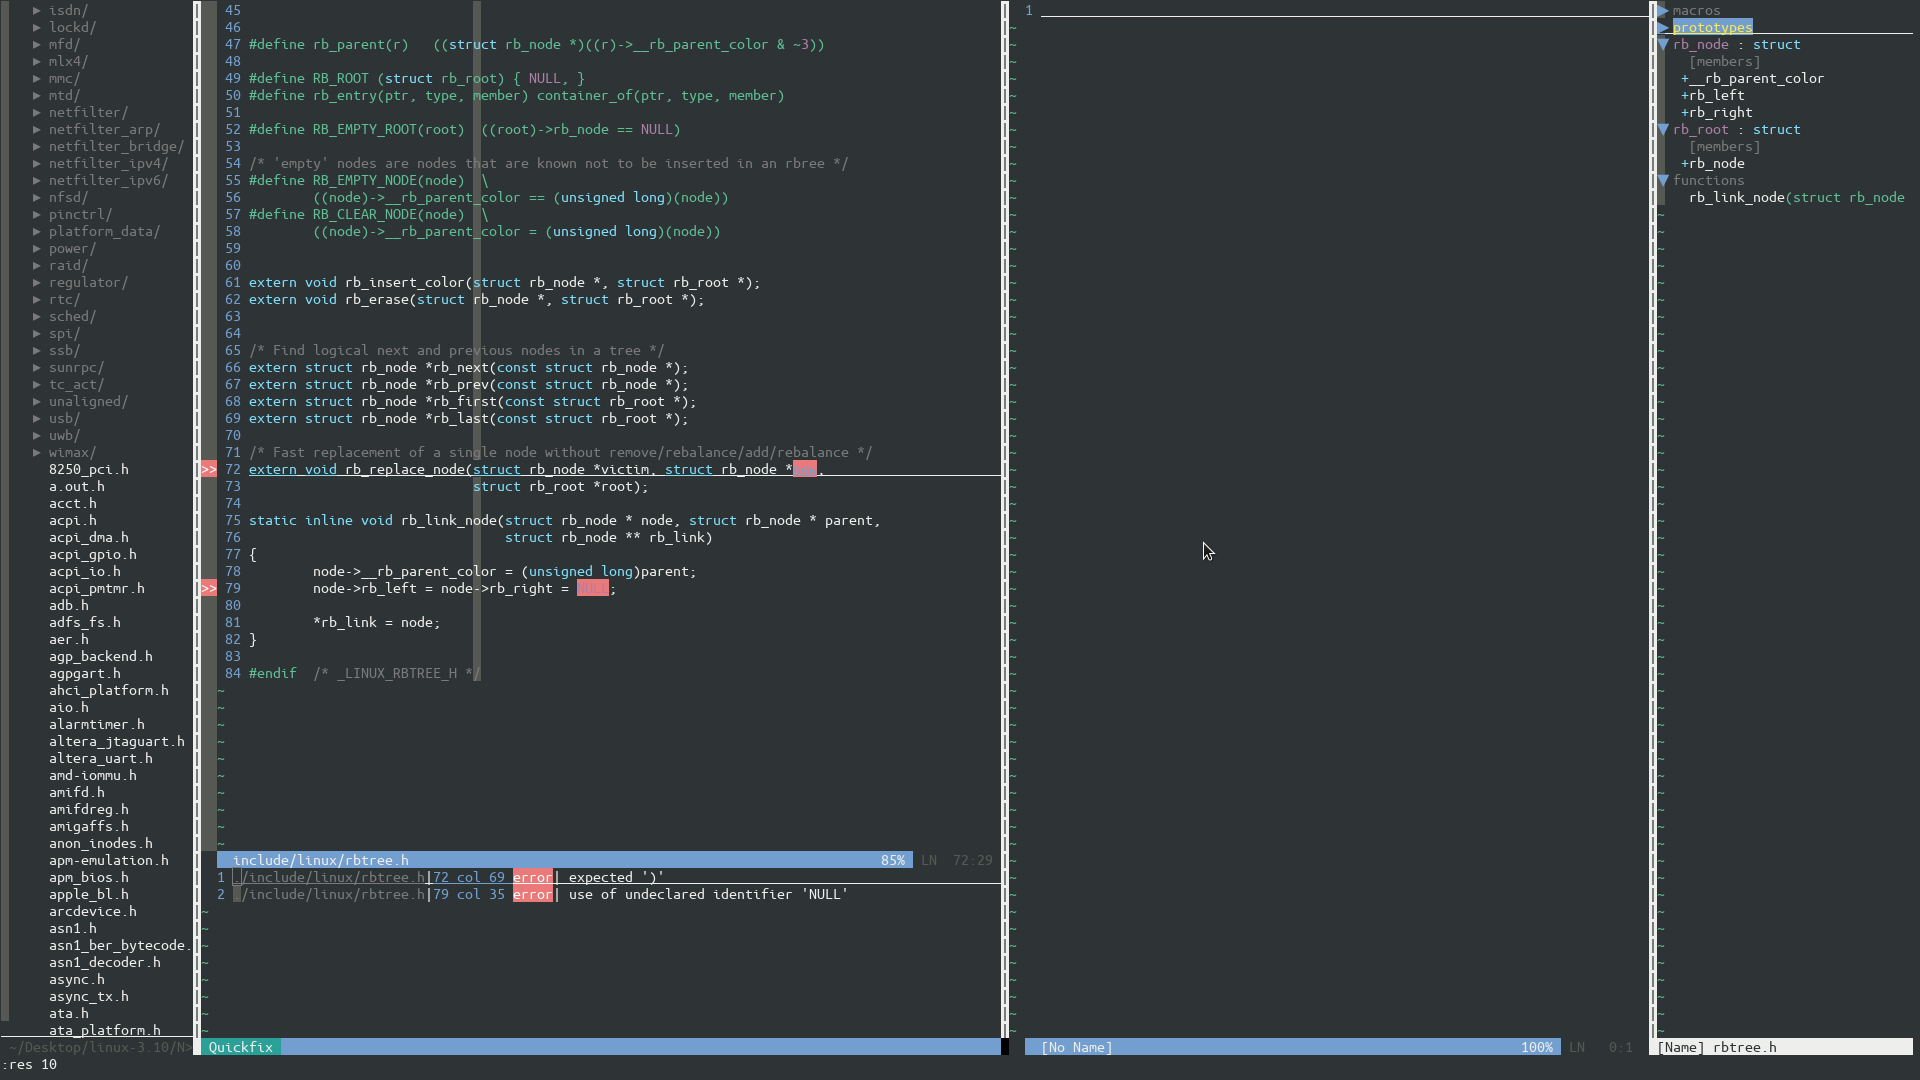 isdn/
lockd/
mfd/
mlx4/
mmc/
mtd/
netfilter/
netfilter_arp/
netfilter_bridge/
netfilter_ipv4/
netfilter_ipv6/
nfsd/
pinctrl/
platform_data/
power/
raid/
regulator/
rtc/
sched/
spi/
ssb/
sunrpc/
tc_act/
unaligned/
usb/
uwb/
wimax/
8250_pci.h
a.out.h
acct.h
acpi.h
acpi_dma.h
acpi_gpio.h
acpi_io.h
acpi_pmtmr.h
adb.h
adfs_fs.h
aer.h
agp_backend.h
agpgart.h
ahci_platform.h
aio.h
alarmtimer.h
altera_jtaguart.h
altera_uart.h
amd-iommu.h
amifd.h
amifdreg.h
amigaffs.h
anon_inodes.h
apm-emulation.h
apm_bios.h
apple_bl.h
arcdevice.h
asn1.h
asn1_ber_bytecode.
asn1_decoder.h
async.h
async_tx.h
ata.h
ata_platform.h
~/Desktop/linux-3.10/N>
45
46
47 #define rb_parent(r)   ((struct rb_node *)((r)->__rb_parent_color & ~3))
48
49 #define RB_ROOT (struct rb_root) { NULL, }
50 #define rb_entry(ptr, type, member) container_of(ptr, type, member)
51
52 #define RB_EMPTY_ROOT(root)  ((root)->rb_node == NULL)
53
54 /* 'empty' nodes are nodes that are known not to be inserted in an rbree */
55 #define RB_EMPTY_NODE(node)  \
56         ((node)->__rb_parent_color == (unsigned long)(node))
57 #define RB_CLEAR_NODE(node)  \
58         ((node)->__rb_parent_color = (unsigned long)(node))
59
60
61 extern void rb_insert_color(struct rb_node *, struct rb_root *);
62 extern void rb_erase(struct rb_node *, struct rb_root *);
63
64
65 /* Find logical next and previous nodes in a tree */
66 extern struct rb_node *rb_next(const struct rb_node *);
67 extern struct rb_node *rb_prev(const struct rb_node *);
68 extern struct rb_node *rb_first(const struct rb_root *);
69 extern struct rb_node *rb_last(const struct rb_root *);
70
71 /* Fast replacement of a single node without remove/rebalance/add/rebalance */
>> 72 extern void rb_replace_node(struct rb_node *victim, struct rb_node *,
73                             struct rb_root *root);
74
75 static inline void rb_link_node(struct rb_node * node, struct rb_node * parent,
76                                 struct rb_node ** rb_link)
77 {
78         node->__rb_parent_color = (unsigned long)parent;
>> 79         node->rb_left = node->rb_right = NULL;
80
81         *rb_link = node;
82 }
83
84 #endif  /* _LINUX_RBTREE_H */
include/linux/rbtree.h 85% LN 72:29
1 ./include/linux/rbtree.h|72 col 69 error| expected ')'
2 ./include/linux/rbtree.h|79 col 35 error| use of undeclared identifier 'NULL'
Quickfix
:res 10
1
[No Name] 100% LN 0:1
macros
prototypes
rb_node : struct
[members]
+__rb_parent_color
+rb_left
+rb_right
rb_root : struct
[members]
+rb_node
functions
rb_link_node(struct rb_node
[Name] rbtree.h